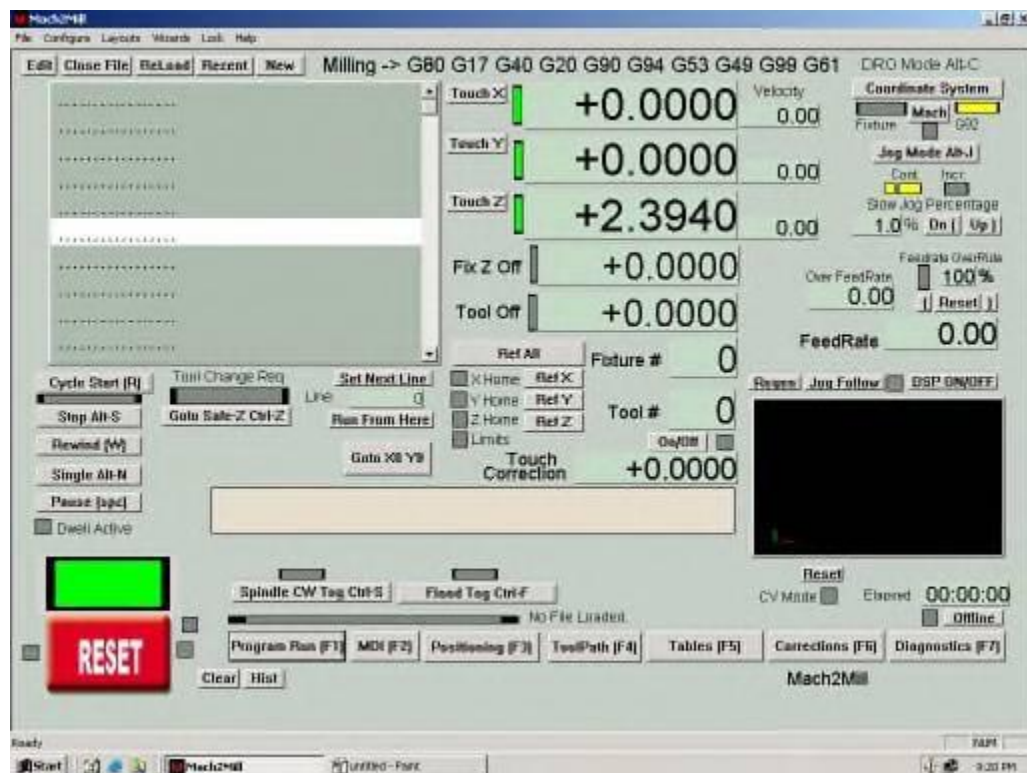 Mach2Mill
File Configure Layouts Wizards Look Help
Edit Close File ReLoad Recent New Milling -> G80 G17 G40 G20 G90 G94 G53 G49 G99 G61 DRO Mode Alt-C
Touch X +0.0000 Velocity 0.00 Coordinate System
Mach
Fixture G92
Touch Y +0.0000 0.00 Jog Mode Alt-J
Cont. Incr.
Touch Z +2.3940 0.00 Slow Jog Percentage
1.0 % Dn [ Up ]
Fix Z Off +0.0000 Over FeedRate 0.00 Feedrate OverRide 100 %
[ Reset ]
Tool Off +0.0000 FeedRate 0.00
Ref All Fixture # 0
Cycle Start (R) Tool Change Req Set Next Line X Home Ref X Regen Jog Follow DSP ON/OFF
Line 0 Y Home Ref Y
Stop Alt-S Goto Safe-Z Ctrl-Z Run From Here Z Home Ref Z Tool # 0
Rewind (W) Limits On/Off
Single Alt-N Goto X0 Y0 Touch Correction +0.0000
Pause [spc]
Dwell Active
Reset
Spindle CW Tog Ctrl-S Flood Tog Ctrl-F CV Mode Elapsed 00:00:00
No File Loaded. Offline
RESET Program Run (F1) MDI (F2) Positioning (F3) ToolPath (F4) Tables (F5) Corrections (F6) Diagnostics (F7)
Clear Hist Mach2Mill
Ready NUM
Start Mach2Mill untitled - Paint 3:20 PM